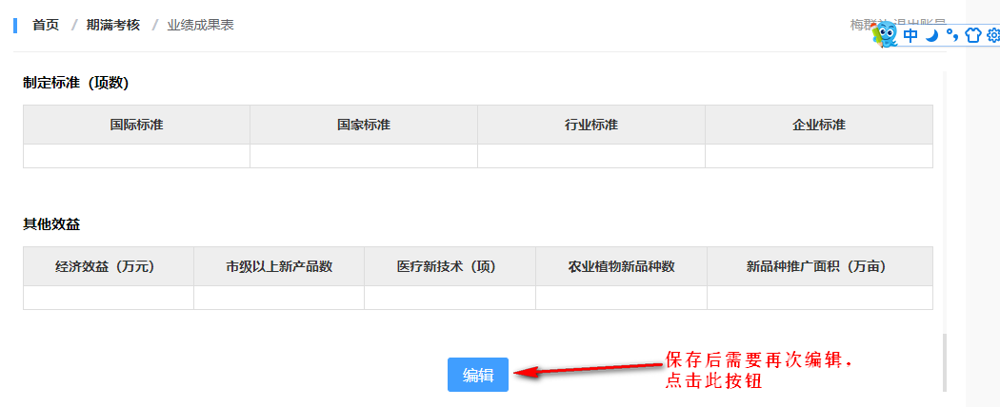 首页 / 期满考核 / 业绩成果表
退出账号
中
制定标准（项数）
国际标准 国家标准 行业标准 企业标准
其他效益
经济效益（万元） 市级以上新产品数 医疗新技术（项） 农业植物新品种数 新品种推广面积（万亩）
编辑
保存后需要再次编辑.
点击此按钮